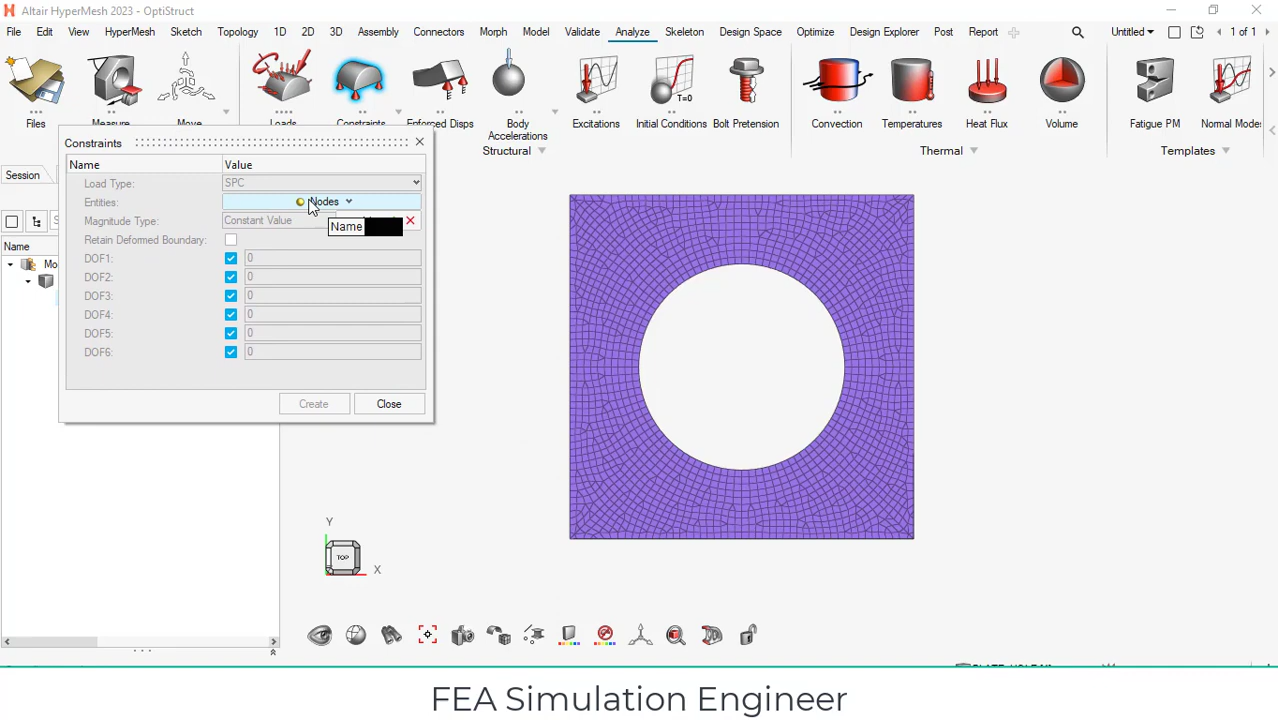 Altair HyperMesh 2023 - OptiStruct
File Edit View HyperMesh Sketch Topology 1D 2D 3D Assembly Connectors Morph Model Validate Analyze Skeleton Design Space Optimize Design Explorer Post Report Untitled 1 of 1
T=0
Files Measure Move Loads Constraints Enforced Disps Body Accelerations Excitations Initial Conditions Bolt Pretension Convection Temperatures Heat Flux Volume Fatigue PM Normal Modes
Structural Thermal Templates
Constraints
Name Value
Load Type: SPC
Entities: Nodes
Magnitude Type: Constant Value
Name
Retain Deformed Boundary:
DOF1: 0
DOF2: 0
DOF3: 0
DOF4: 0
DOF5: 0
DOF6: 0
Create Close
Session
Name
Mo
Y
TOP
X
FEA Simulation Engineer